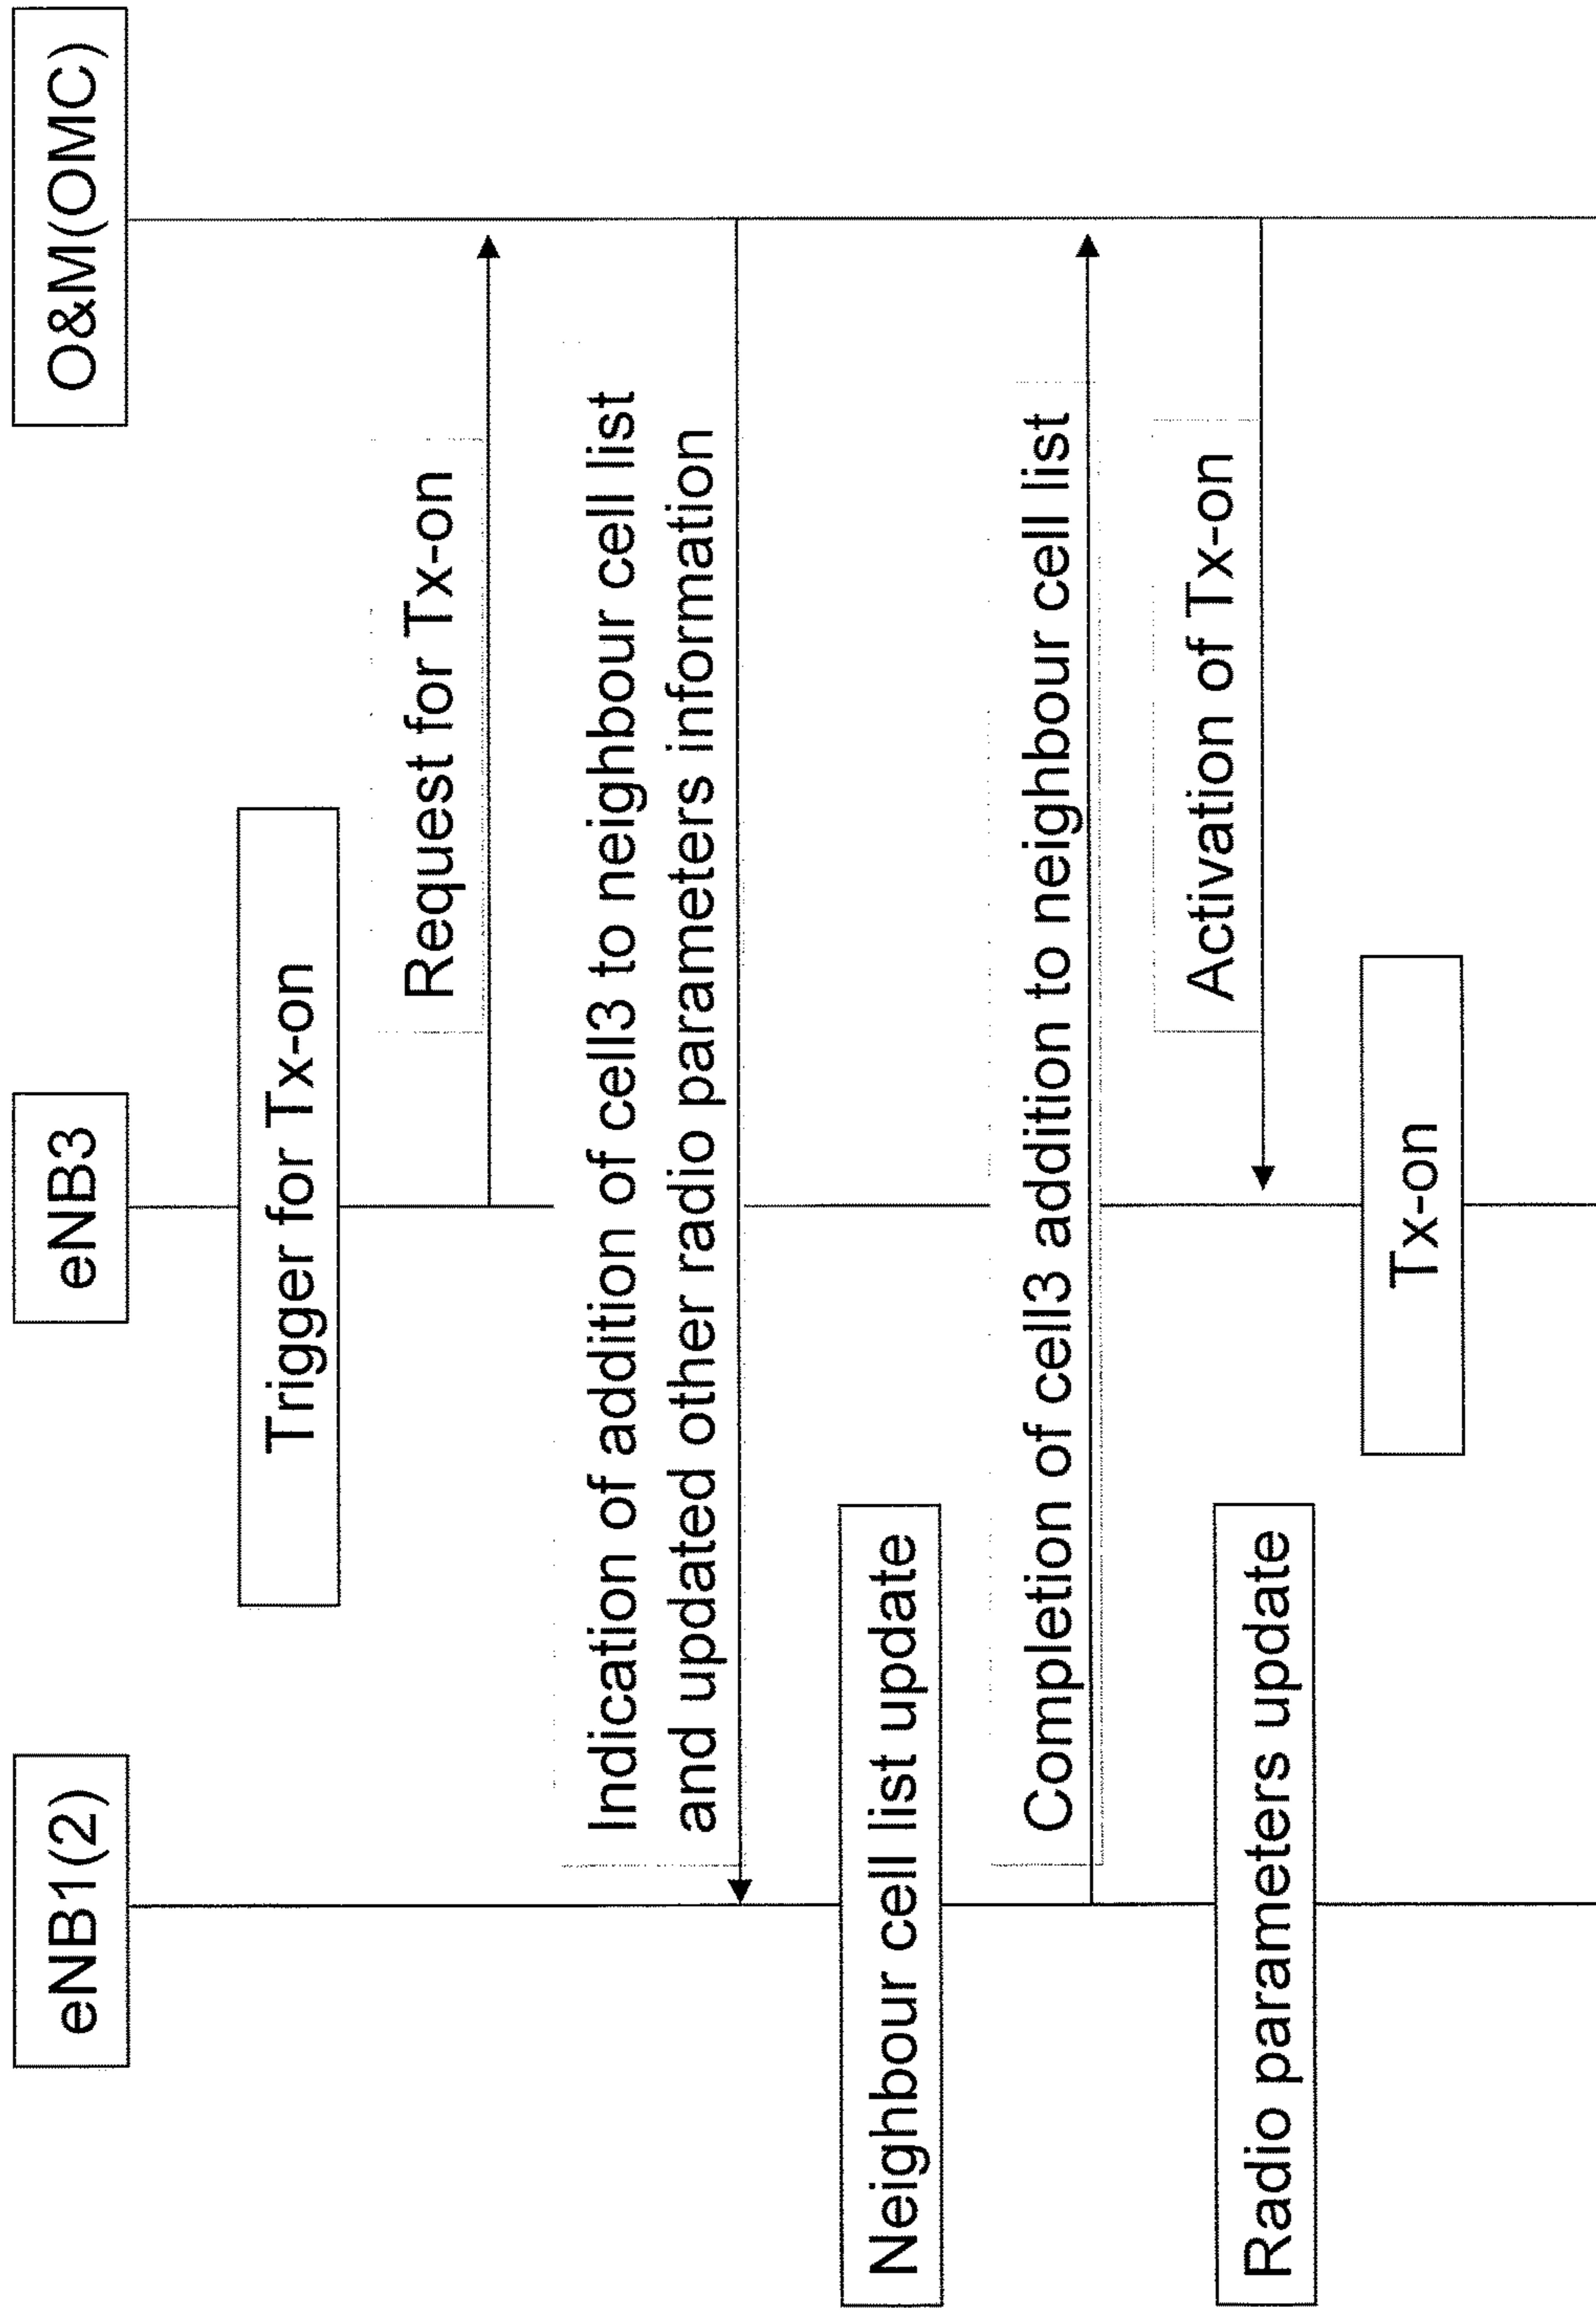 eNB1(2)
eNB3
O&M(OMC)
Trigger for Tx-on
Request for Tx-on
Indication of addition of cell3 to neighbour cell list
and updated other radio parameters information
Neighbour cell list update
Completion of cell3 addition to neighbour cell list
Activation of Tx-on
Radio parameters update
Tx-on